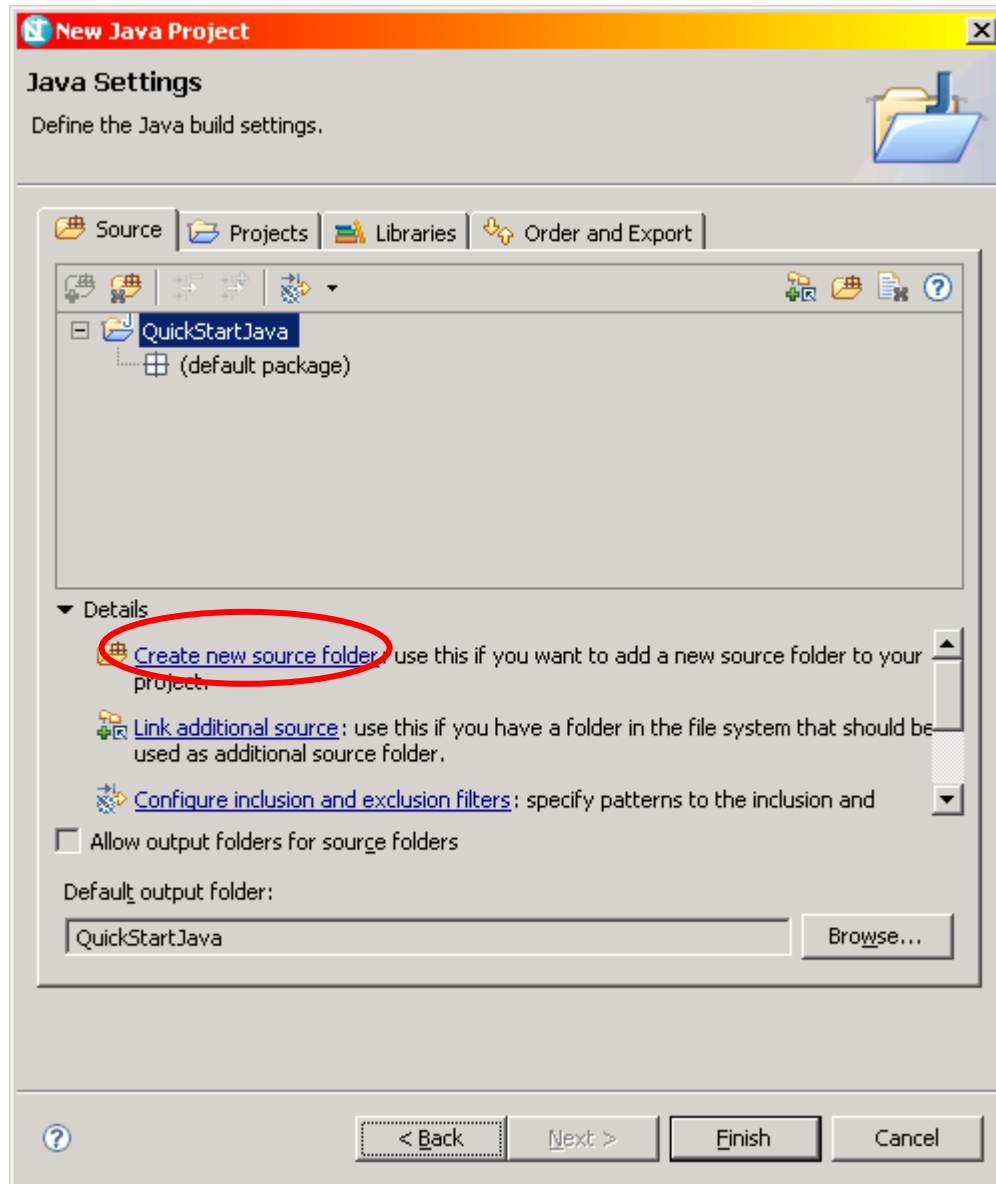 New Java Project
Java Settings
Define the Java build settings.
Source Projects Libraries Order and Export
QuickStartJava
(default package)
Details
Create new source folder: use this if you want to add a new source folder to your
project.
Link additional source: use this if you have a folder in the file system that should be
used as additional source folder.
Configure inclusion and exclusion filters: specify patterns to the inclusion and
Allow output folders for source folders
Default output folder:
QuickStartJava Browse...
< Back Next > Finish Cancel